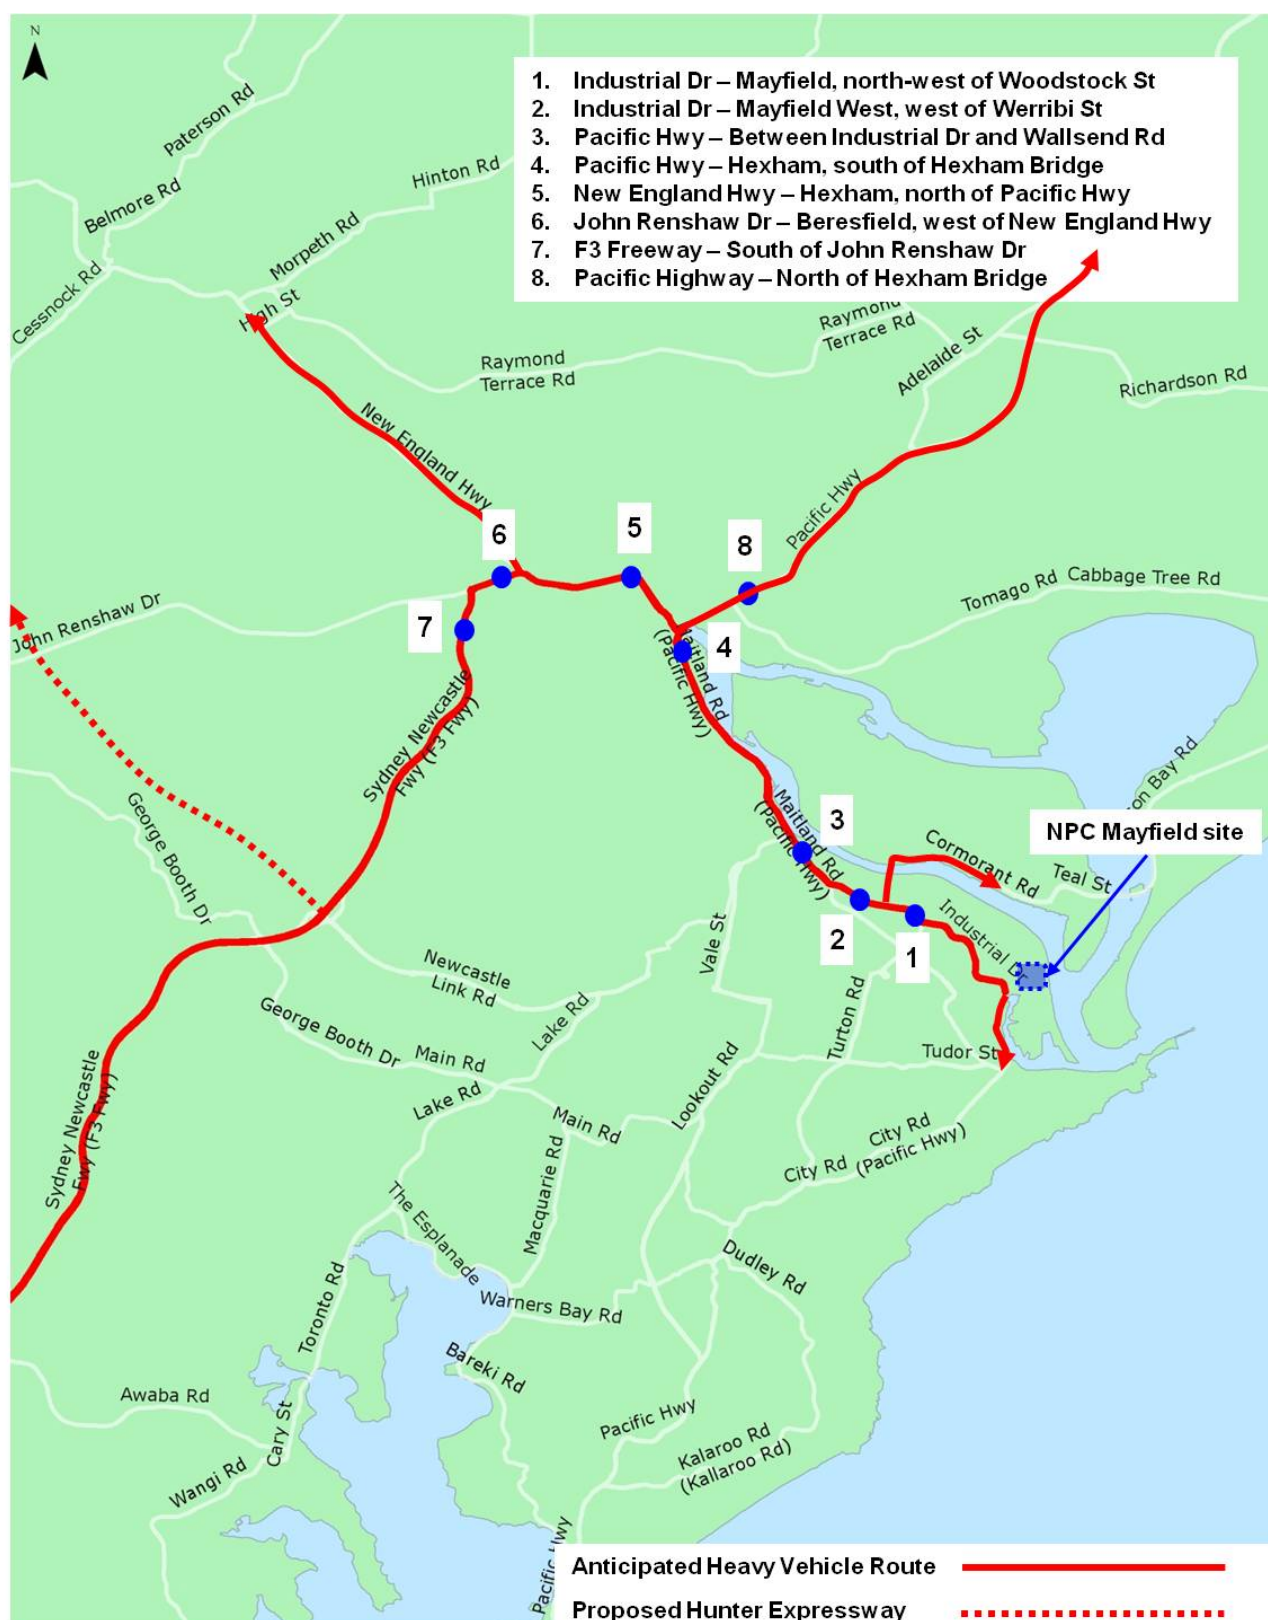 N
1. Industrial Dr – Mayfield, north-west of Woodstock St
2. Industrial Dr – Mayfield West, west of Werribi St
3. Pacific Hwy – Between Industrial Dr and Wallsend Rd
4. Pacific Hwy – Hexham, south of Hexham Bridge
5. New England Hwy – Hexham, north of Pacific Hwy
6. John Renshaw Dr – Beresfield, west of New England Hwy
7. F3 Freeway – South of John Renshaw Dr
8. Pacific Highway – North of Hexham Bridge
Paterson Rd
Hinton Rd
Belmore Rd
Morpeth Rd
Cessnock Rd
High St
Raymond
Terrace Rd
Raymond
Terrace Rd
Adelaide St
Richardson Rd
New England Hwy
Pacific Hwy
6
5
8
Cabbage Tree Rd
Tomago Rd
John Renshaw Dr
7
4
Maitland Rd
(Pacific Hwy)
Sydney Newcastle
Fwy (F3 Fwy)
on Bay Rd
George Booth Dr
Maitland Rd
(Pacific Hwy)
3
NPC Mayfield site
Cormorant Rd
Teal St
Industrial Dr
2
1
Vale St
Newcastle
Link Rd
Lake Rd
Turton Rd
George Booth Dr
Main Rd
Tudor St
Lookout Rd
Lake Rd
Main Rd
City Rd
(Pacific Hwy)
City Rd
Sydney Newcastle
Fwy (F3 Fwy)
Macquarie Rd
The Esplanade
Dudley Rd
Toronto Rd
Warners Bay Rd
Bareki Rd
Awaba Rd
Cary St
Pacific Hwy
Kalaroo Rd
(Kallaroo Rd)
Wangi Rd
Pacific Hwy
Anticipated Heavy Vehicle Route
Proposed Hunter Expressway